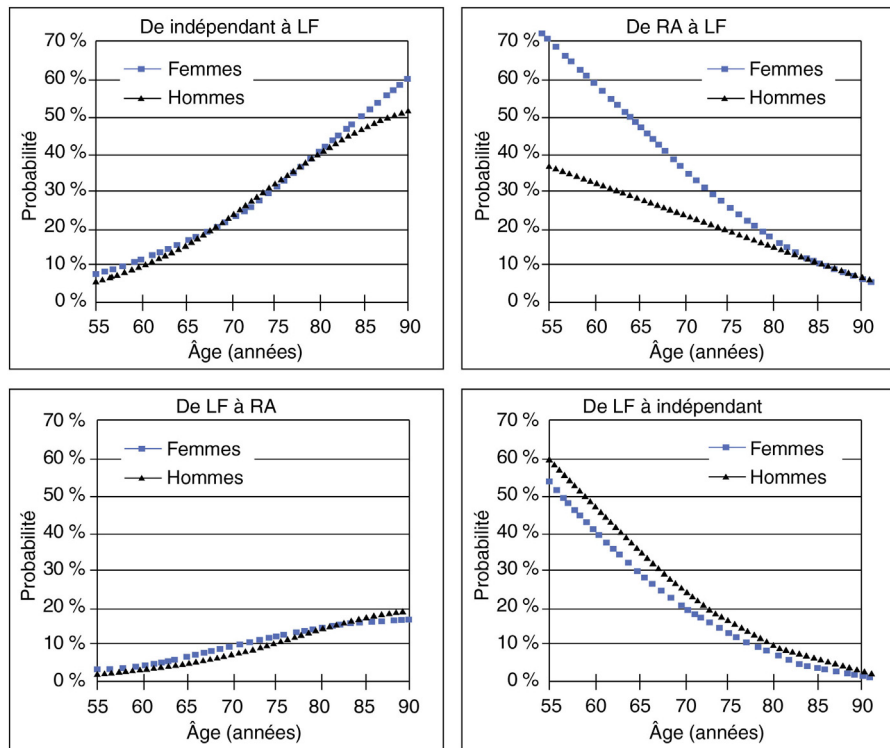 De indépendant à LF
70 %
60 %
50 %
40 %
30 %
20 %
10 %
0 %
Probabilité
Femmes
Hommes
55 60 65 70 75 80 85 90
Âge (années)
De RA à LF
70 %
60 %
50 %
40 %
30 %
20 %
10 %
0 %
Probabilité
Femmes
Hommes
55 60 65 70 75 80 85 90
Âge (années)
De LF à RA
70 %
60 %
50 %
40 %
30 %
20 %
10 %
0 %
Probabilité
Femmes
Hommes
55 60 65 70 75 80 85 90
Âge (années)
De LF à indépendant
70 %
60 %
50 %
40 %
30 %
20 %
10 %
0 %
Probabilité
Femmes
Hommes
55 60 65 70 75 80 85 90
Âge (années)